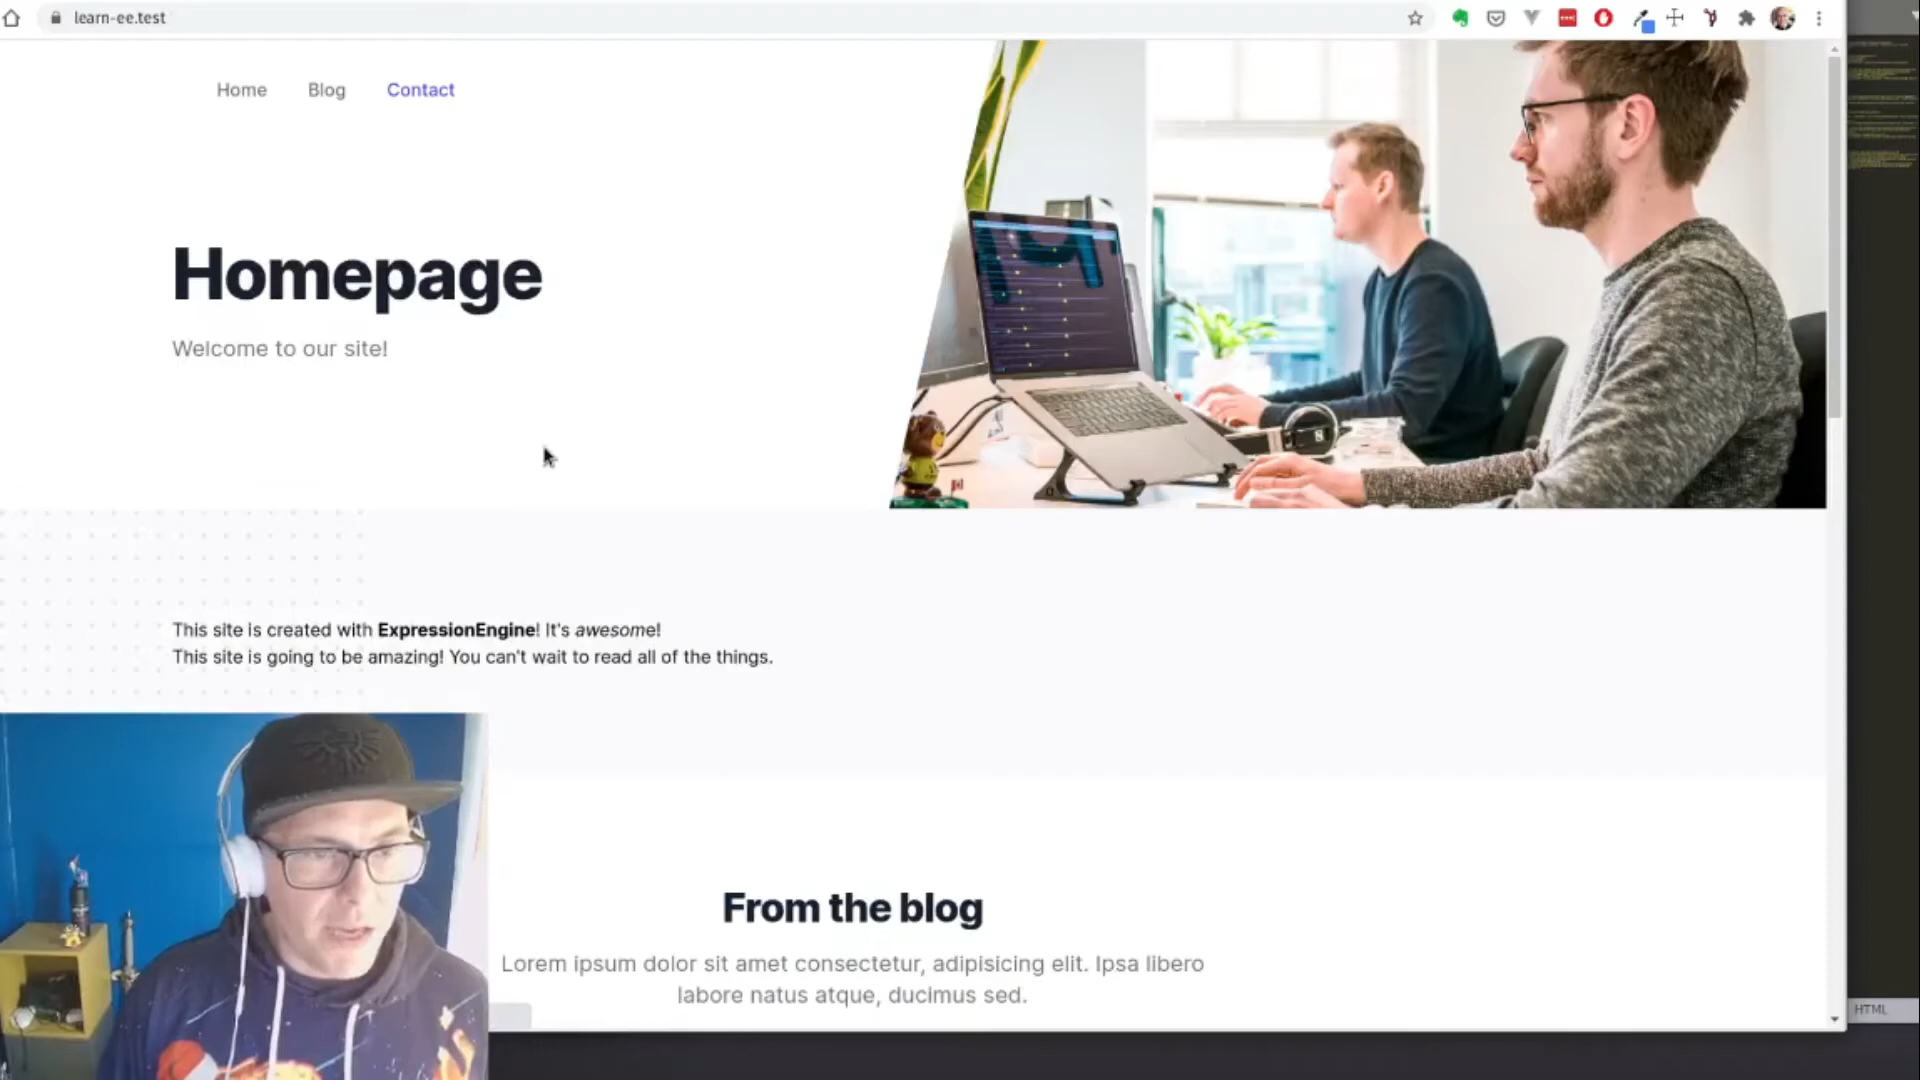 learn-ee.test
Home Blog Contact
Homepage
Welcome to our site!
This site is created with ExpressionEngine! It's awesome!
This site is going to be amazing! You can't wait to read all of the things.
From the blog
Lorem ipsum dolor sit amet consectetur, adipisicing elit. Ipsa libero
labore natus atque, ducimus sed.
HTML